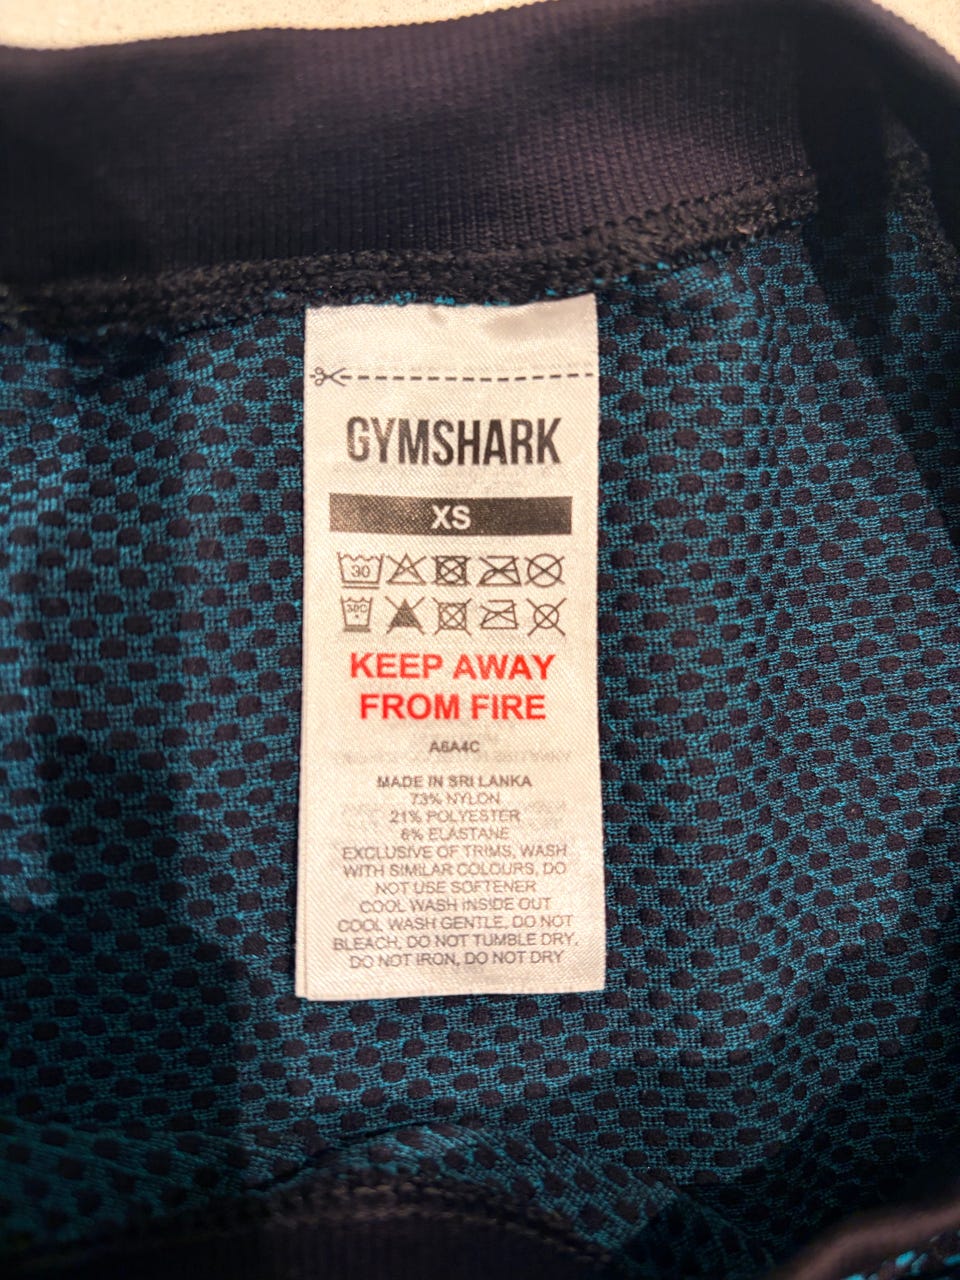 GYMSHARK
XS
30
30C
KEEP AWAY
FROM FIRE
A6A4C
MADE IN SRI LANKA
73% NYLON
21% POLYESTER
6% ELASTANE
EXCLUSIVE OF TRIMS, WASH
WITH SIMILAR COLOURS, DO
NOT USE SOFTENER
COOL WASH INSIDE OUT
COOL WASH GENTLE, DO NOT
BLEACH, DO NOT TUMBLE DRY,
DO NOT IRON, DO NOT DRY